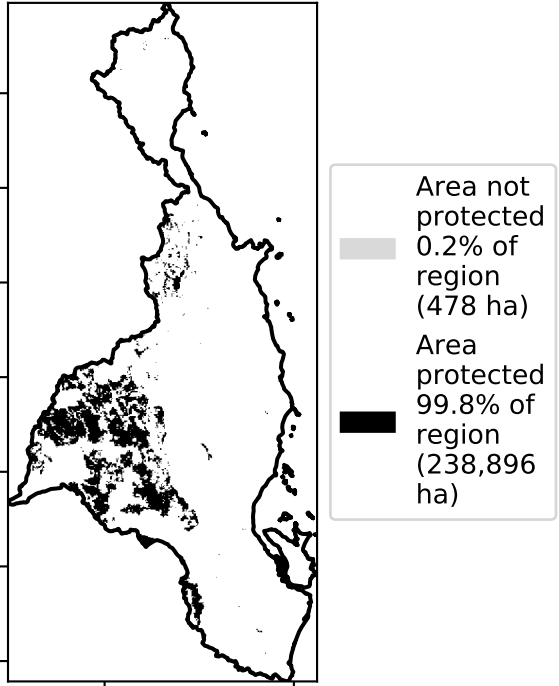 Area not
protected
0.2% of
region
(478 ha)
Area
protected
99.8% of
region
(238,896
ha)